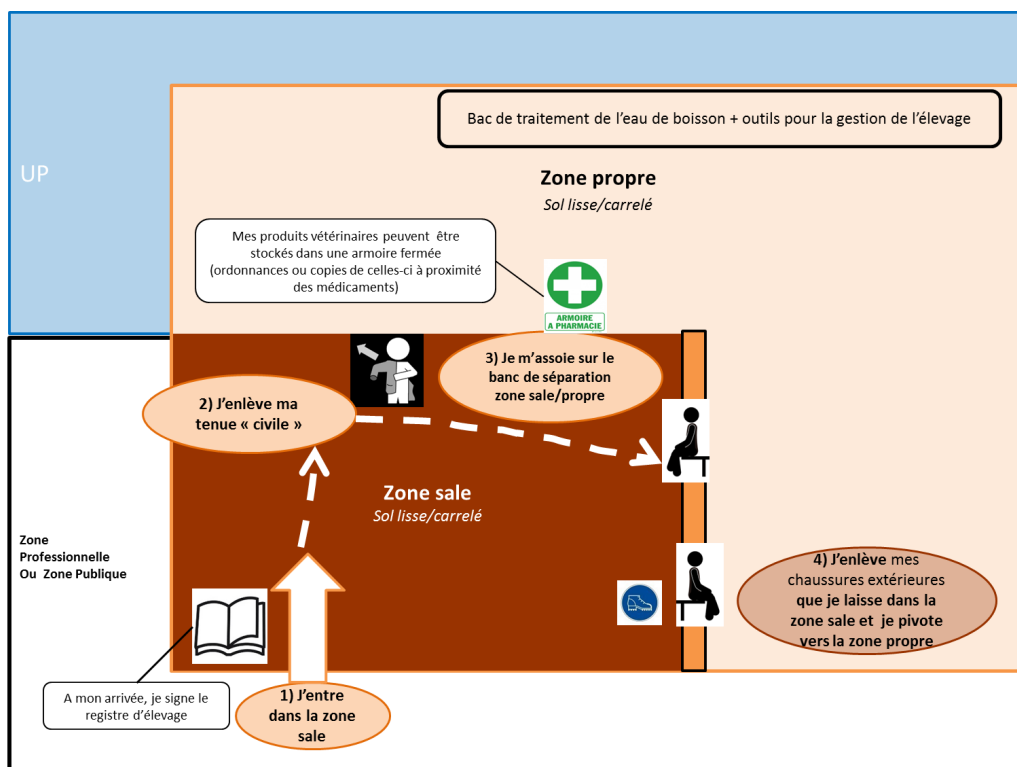 Bac de traitement de l'eau de boisson + outils pour la gestion de l'élevage
UP
Zone propre
Sol lisse/carrelé
Mes produits vétérinaires peuvent être
stockés dans une armoire fermée
(ordonnances ou copies de celles-ci à proximité
des médicaments)
ARMOIRE
A PHARMACIE
3) Je m'assoie sur le
banc de séparation
zone sale/propre
2) J'enlève ma
tenue « civile »
Zone sale
Sol lisse/carrelé
Zone
Professionnelle
Ou Zone Publique
4) J'enlève mes
chaussures extérieures
que je laisse dans la
zone sale et je pivote
vers la zone propre
A mon arrivée, je signe le
registre d'élevage
1) J'entre
dans la zone
sale